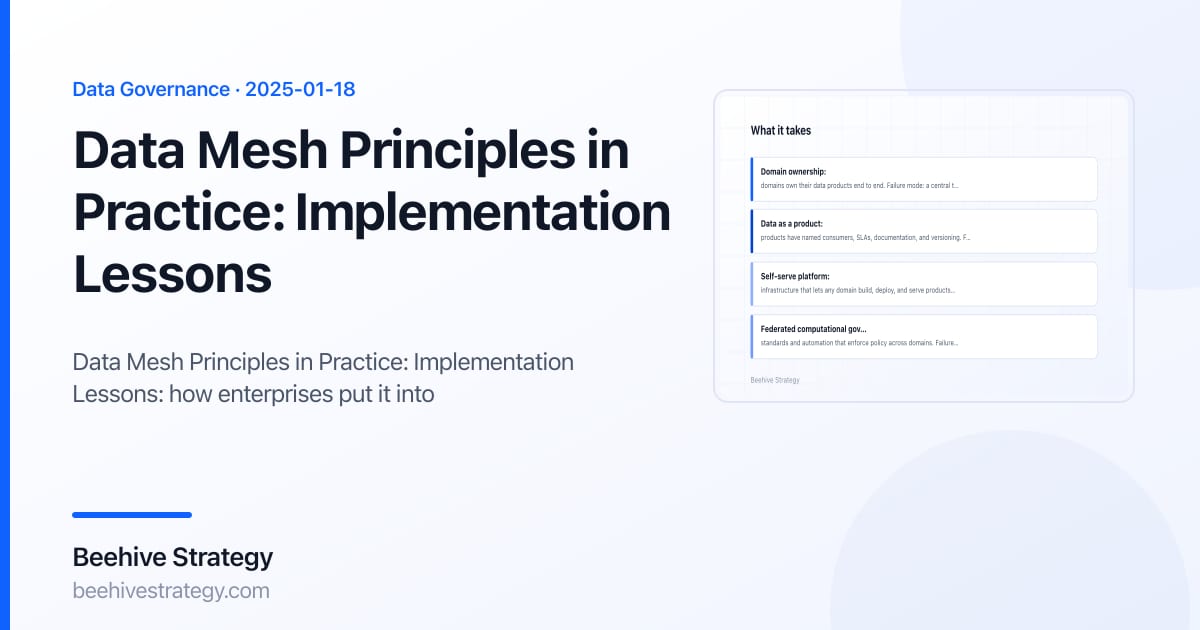 Data Governance · 2025-01-18
Data Mesh Principles in
Practice: Implementation
Lessons
Data Mesh Principles in Practice: Implementation
Lessons: how enterprises put it into
Beehive Strategy
beehivestrategy.com
What it takes
Domain ownership:
domains own their data products end to end. Failure mode: a central t...
Data as a product:
products have named consumers, SLAs, documentation, and versioning. F...
Self-serve platform:
infrastructure that lets any domain build, deploy, and serve products...
Federated computational gov...
standards and automation that enforce policy across domains. Failure...
Beehive Strategy